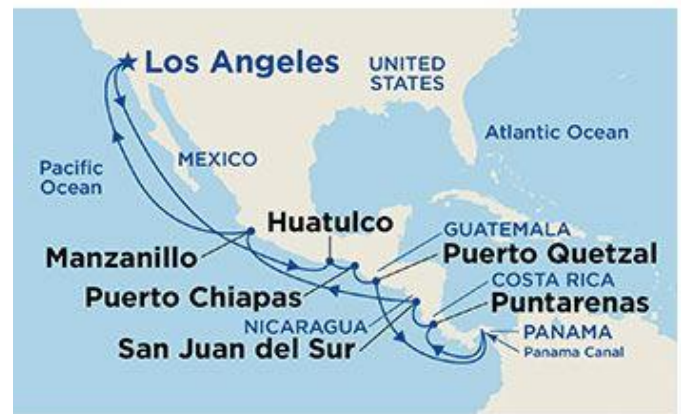 Los Angeles
UNITED
STATES
Atlantic Ocean
Pacific
Ocean
MEXICO
Huatulco
GUATEMALA
Manzanillo
Puerto Quetzal
COSTA RICA
Puerto Chiapas
Puntarenas
NICARAGUA
PANAMA
San Juan del Sur
Panama Canal